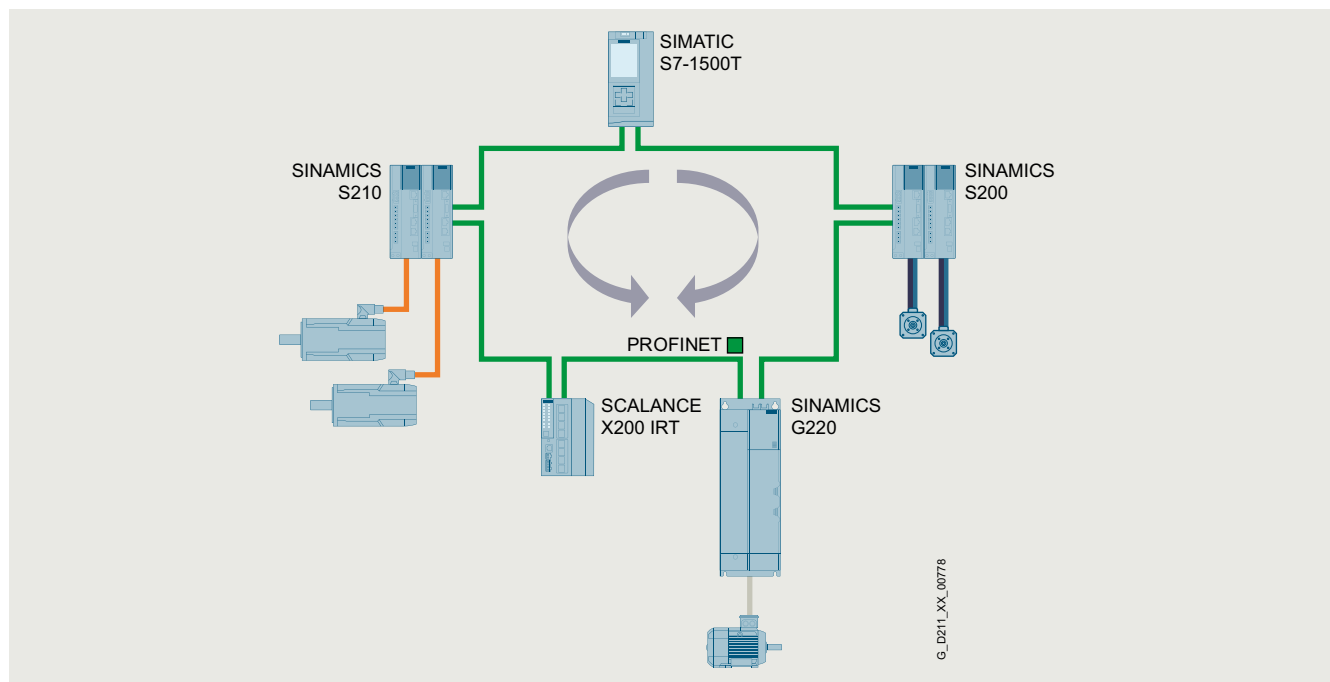 SIMATIC
S7-1500T
SINAMICS
S210
SINAMICS
S200
PROFINET
SCALANCE
X200 IRT
SINAMICS
G220
G_D211_XX_00778